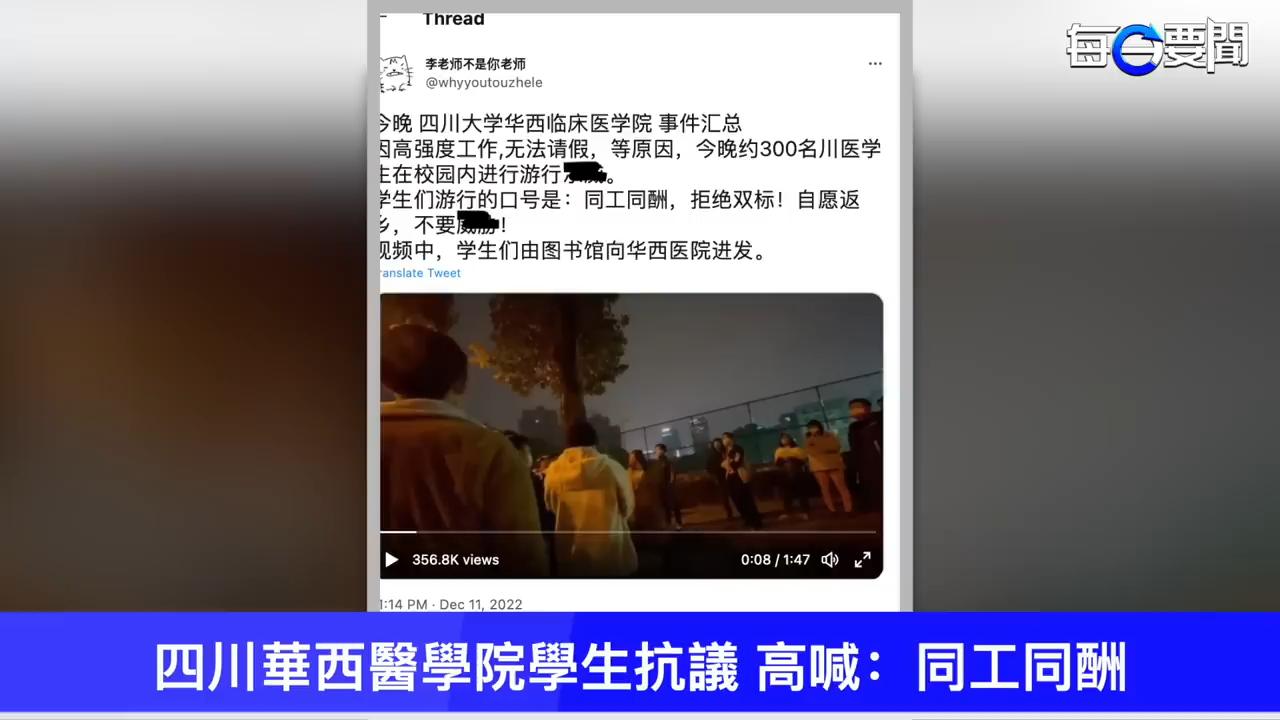 Thread
每日要聞
李老师不是你老师
@whyyoutouzhele
今晚 四川大学华西临床医学院 事件汇总
因高强度工作,无法请假，等原因，今晚约300名川医学
生在校园内进行游行。
学生们游行的口号是：同工同酬，拒绝双标！自愿返
乡，不要！
视频中，学生们由图书馆向华西医院进发。
ranslate Tweet
356.8K views
0:08 / 1:47
1:14 PM · Dec 11, 2022
四川華西醫學院學生抗議 高喊：同工同酬